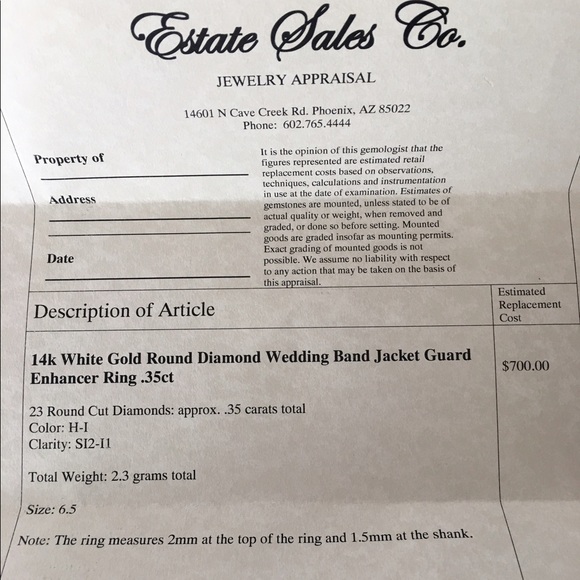 Estate Sales Co.
JEWELRY APPRAISAL
14601 N Cave Creek Rd. Phoenix, AZ 85022
Phone: 602.765.4444
Property of
Address
Date
It is the opinion of this gemologist that the
figures represented are estimated retail
replacement costs based on observations,
techniques, calculations and instrumentation
in use at the date of examination. Estimates of
gemstones are mounted, unless stated to be of
actual quality or weight, when removed and
graded, or done so before setting. Mounted
goods are graded insofar as mounting permits.
Exact grading of mounted goods is not
possible. We assume no liability with respect
to any action that may be taken on the basis of
this appraisal.
Description of Article
Estimated
Replacement
Cost
14k White Gold Round Diamond Wedding Band Jacket Guard
Enhancer Ring .35ct
$700.00
23 Round Cut Diamonds: approx. .35 carats total
Color: H-I
Clarity: SI2-I1
Total Weight: 2.3 grams total
Size: 6.5
Note: The ring measures 2mm at the top of the ring and 1.5mm at the shank.